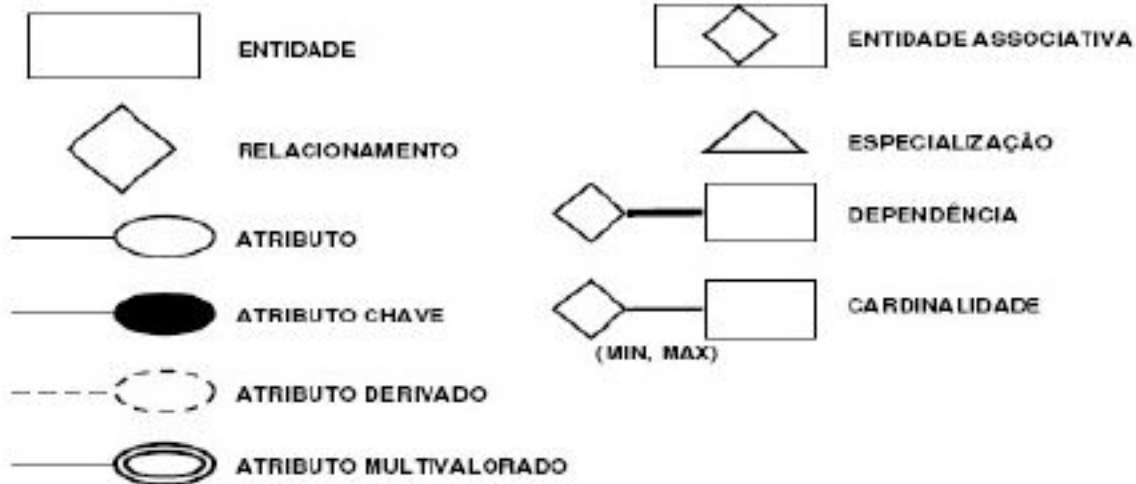 ENTIDADE
RELACIONAMENTO
ATRIBUTO
ATRIBUTO CHAVE
ATRIBUTO DERIVADO
ATRIBUTO MULTIVALORADO
ENTIDADE ASSOCIATIVA
ESPECIALIZAÇÃO
DEPENDÊNCIA
CARDINALIDADE
(MIN, MAX)